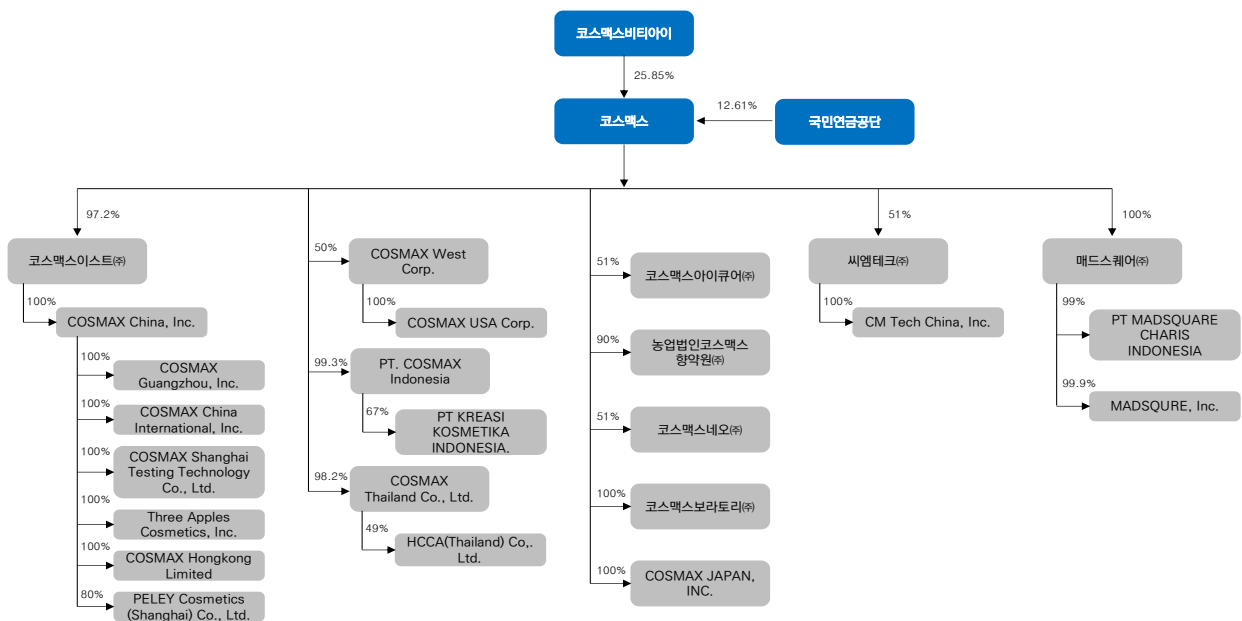 코스맥스비티아이
25.85%
코스맥스
12.61%
국민연금공단
97.2%
코스맥스이스트㈜
100%
COSMAX China, Inc.
100%
COSMAX
Guangzhou, Inc.
100%
COSMAX China
International, Inc.
100%
COSMAX Shanghai
Testing Technology
Co., Ltd.
100%
Three Apples
Cosmetics, Inc.
100%
COSMAX Hongkong
Limited
80%
PELEY Cosmetics
(Shanghai) Co., Ltd.
50%
COSMAX West
Corp.
100%
COSMAX USA Corp.
99.3%
PT. COSMAX
Indonesia
67%
PT KREASI
KOSMETIKA
INDONESIA.
98.2%
COSMAX
Thailand Co., Ltd.
49%
HCCA(Thailand) Co,.
Ltd.
51%
코스맥스아이큐어㈜
90%
농업법인코스맥스
향약원㈜
51%
코스맥스네오㈜
100%
코스맥스보라토리㈜
100%
COSMAX JAPAN,
INC.
51%
씨엠테크㈜
100%
CM Tech China, Inc.
100%
매드스퀘어㈜
99%
PT MADSQUARE
CHARIS
INDONESIA
99.9%
MADSQURE, Inc.